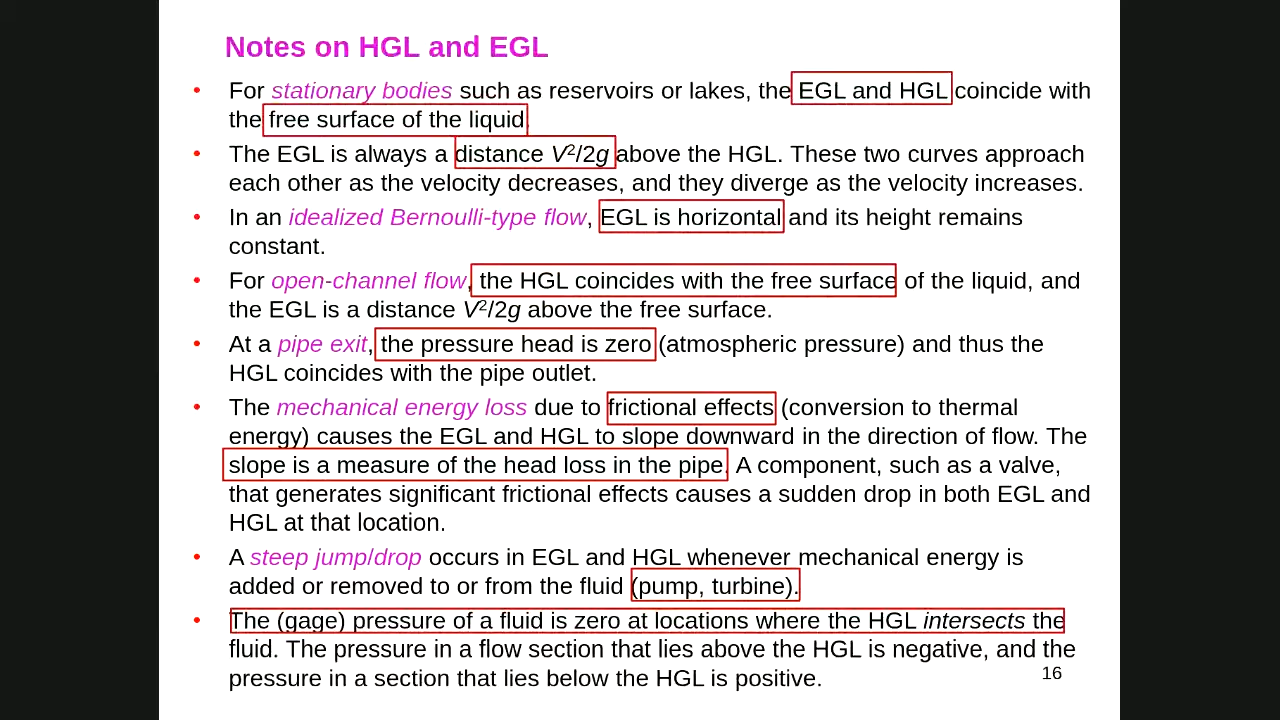 Notes on HGL and EGL
• For stationary bodies such as reservoirs or lakes, the EGL and HGL coincide with
the free surface of the liquid.
• The EGL is always a distance V²/2g above the HGL. These two curves approach
each other as the velocity decreases, and they diverge as the velocity increases.
• In an idealized Bernoulli-type flow, EGL is horizontal and its height remains
constant.
• For open-channel flow, the HGL coincides with the free surface of the liquid, and
the EGL is a distance V²/2g above the free surface.
• At a pipe exit, the pressure head is zero (atmospheric pressure) and thus the
HGL coincides with the pipe outlet.
• The mechanical energy loss due to frictional effects (conversion to thermal
energy) causes the EGL and HGL to slope downward in the direction of flow. The
slope is a measure of the head loss in the pipe. A component, such as a valve,
that generates significant frictional effects causes a sudden drop in both EGL and
HGL at that location.
• A steep jump/drop occurs in EGL and HGL whenever mechanical energy is
added or removed to or from the fluid (pump, turbine).
• The (gage) pressure of a fluid is zero at locations where the HGL intersects the
fluid. The pressure in a flow section that lies above the HGL is negative, and the
pressure in a section that lies below the HGL is positive.
16